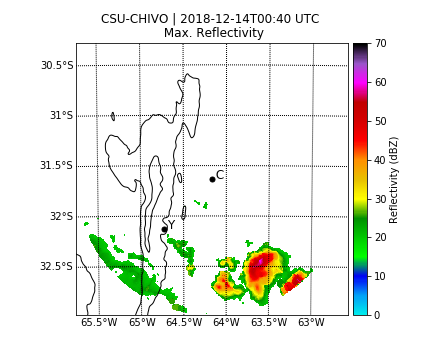 CSU-CHIVO | 2018-12-14T00:40 UTC
Max. Reflectivity
70
60
50
40
30
20
10
0
Reflectivity (dBZ)
30.5°S
31°S
31.5°S
32°S
32.5°S
C
Y
65.5°W 65°W 64.5°W 64°W 63.5°W 63°W